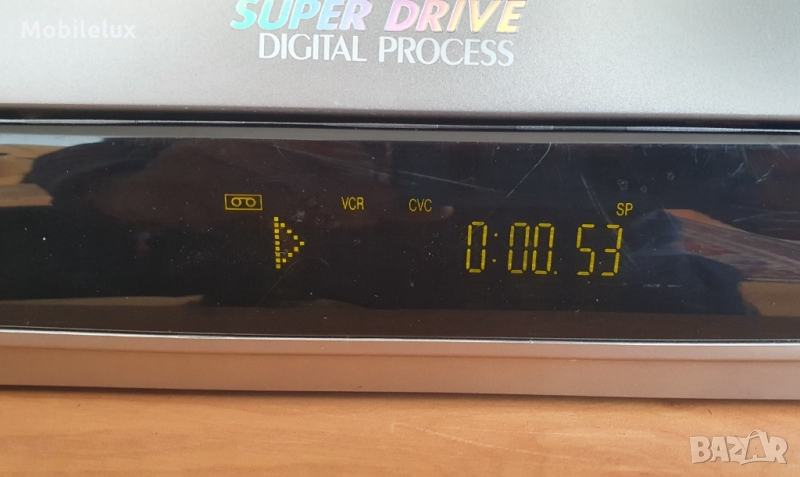 Mobilelux
SUPER DRIVE
DIGITAL PROCESS
VCR CVC SP
0:00.53
BAZAR